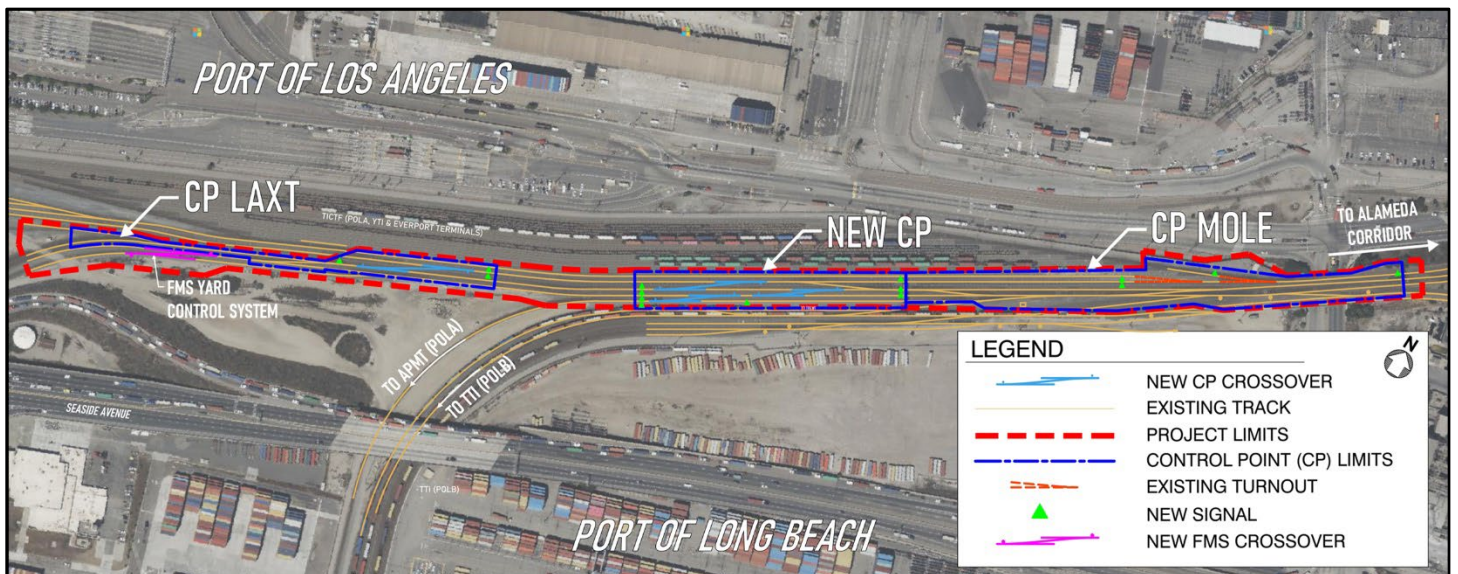 PORT OF LOS ANGELES
CP LAXT
TICTF (POLA, YTI & EVERPORT TERMINALS)
NEW CP
CP MOLE
TO ALAMEDA
CORRIDOR
FMS YARD
CONTROL SYSTEM
TO APMT (POLA)
TO TTI (POLB)
SEASIDE AVENUE
TTI (POLB)
PORT OF LONG BEACH
LEGEND
N
NEW CP CROSSOVER
EXISTING TRACK
PROJECT LIMITS
CONTROL POINT (CP) LIMITS
EXISTING TURNOUT
NEW SIGNAL
NEW FMS CROSSOVER